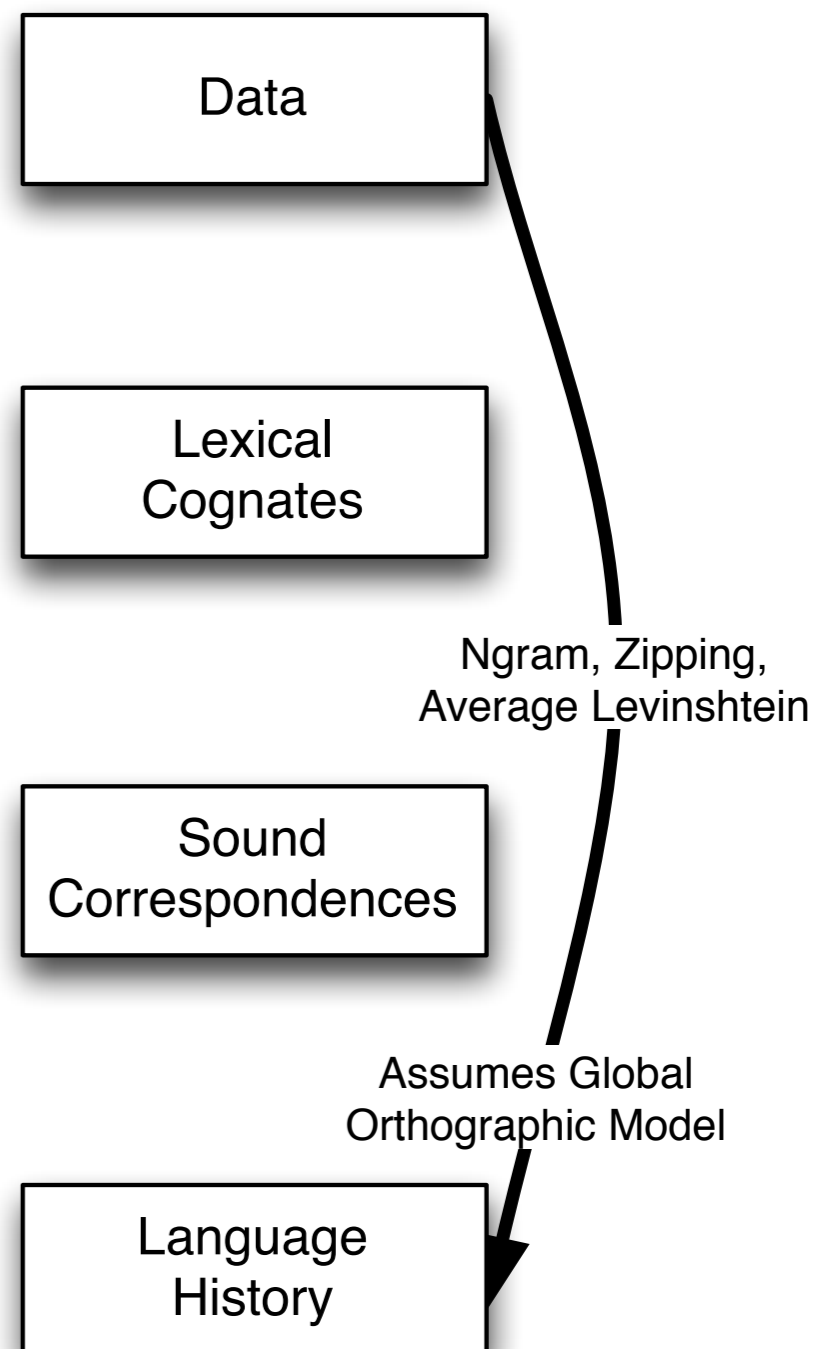 Data
Lexical
Cognates
Ngram, Zipping,
Average Levinshtein
Sound
Correspondences
Assumes Global
Orthographic Model
Language
History